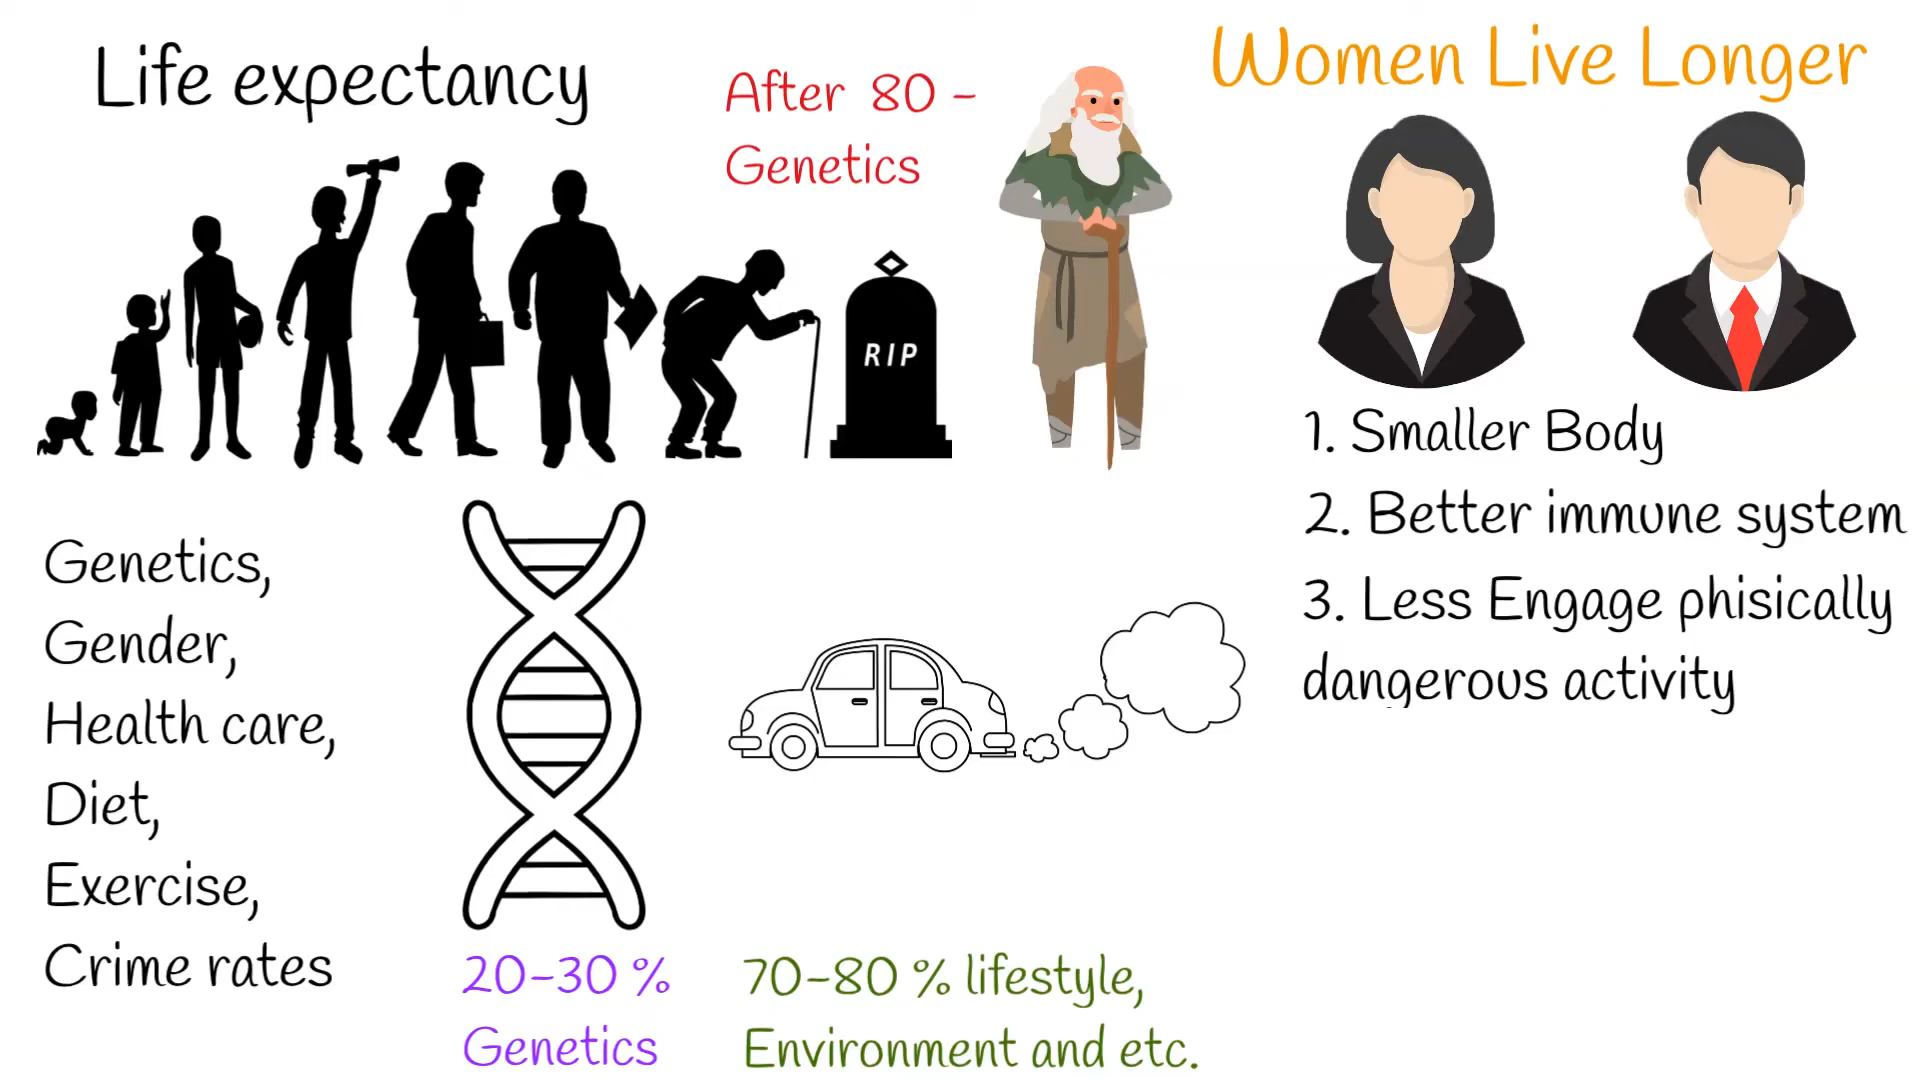 Life expectancy
After 80 -
Genetics
Women Live Longer
RIP
1. Smaller Body
2. Better immune system
3. Less Engage phisically
dangerous activity
Genetics,
Gender,
Health care,
Diet,
Exercise,
Crime rates
20-30 %
Genetics
70-80 % lifestyle,
Environment and etc.